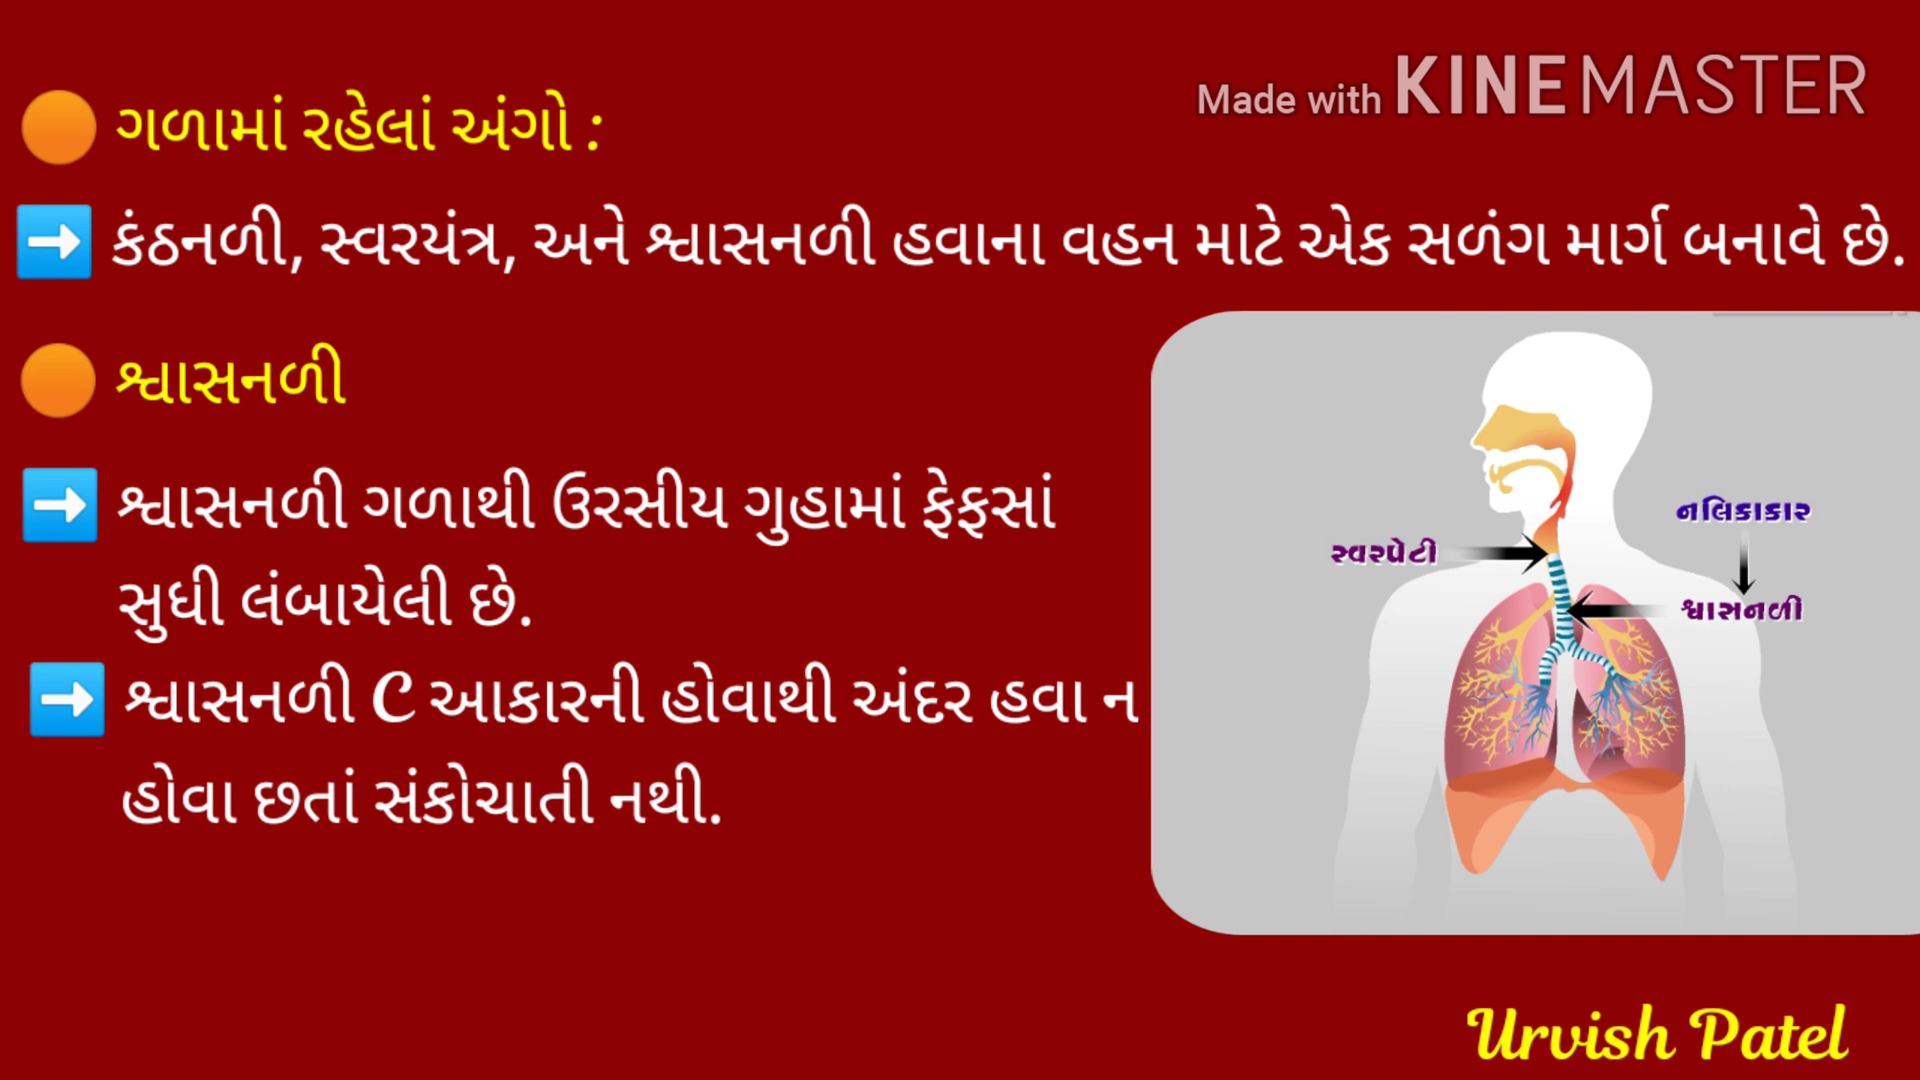 Made with KINEMASTER
ગળામાં રહેલાં અંગો :
કંઠનળી, સ્વરયંત્ર, અને શ્વાસનળી હવાના વહન માટે એક સળંગ માર્ગ બનાવે છે.
શ્વાસનળી
શ્વાસનળી ગળાથી ઉરસીય ગુહામાં ફેફસાં
સુધી લંબાયેલી છે.
શ્વાસનળી C આકારની હોવાથી અંદર હવા ન
હોવા છતાં સંકોચાતી નથી.
નલિકાકાર
સ્વરપેટી
શ્વાસનળી
Urvish Patel